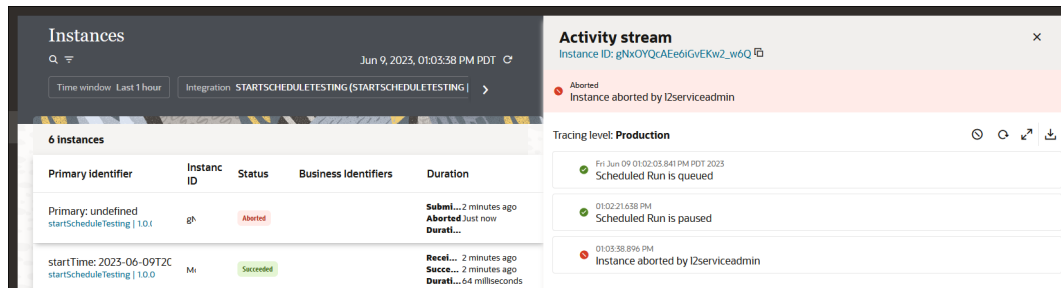 Instances
Jun 9, 2023, 01:03:38 PM PDT
Time window Last 1 hour
Integration STARTSCHEDULETESTING (STARTSCHEDULETESTING |
6 instances
Primary identifier
Instanc
ID
Status
Business Identifiers
Duration
Primary: undefined
startScheduleTesting | 1.0.(
gN
Aborted
Submi... 2 minutes ago
Aborted Just now
Durati...
startTime: 2023-06-09T2C
startScheduleTesting | 1.0.0
Mi
Succeeded
Recei... 2 minutes ago
Succe... 2 minutes ago
Durati... 64 milliseconds
Activity stream
Instance ID: gNxOYQcAEe6iGvEKw2_w6Q
Aborted
Instance aborted by l2serviceadmin
Tracing level: Production
Fri Jun 09 01:02:03.841 PM PDT 2023
Scheduled Run is queued
01:02:21.638 PM
Scheduled Run is paused
01:03:38.896 PM
Instance aborted by l2serviceadmin